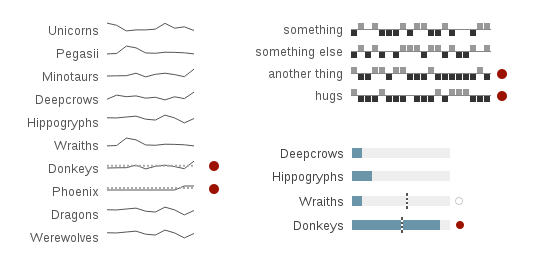 Unicorns
Pegasii
Minotaurs
Deepcrows
Hippogryphs
Wraiths
Donkeys
Phoenix
Dragons
Werewolves
something
something else
another thing
hugs
Deepcrows
Hippogryphs
Wraiths
Donkeys